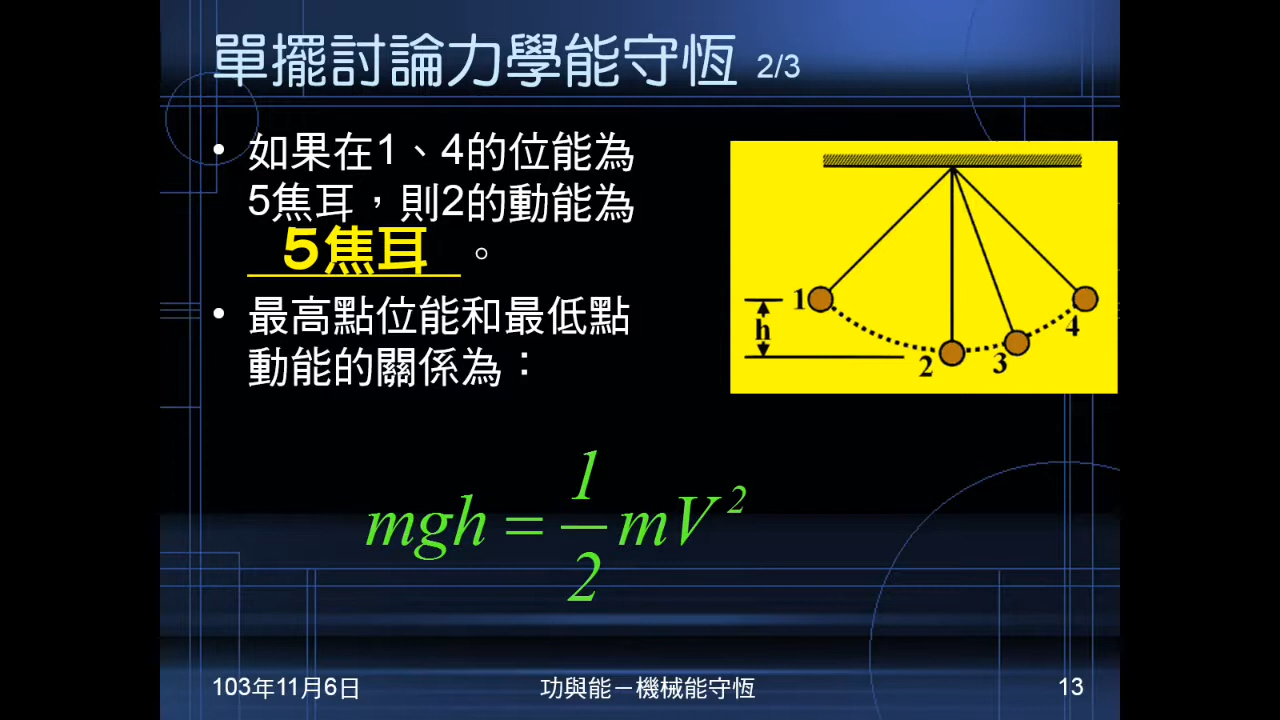 單擺討論力學能守恆 2/3
• 如果在1、4的位能為
5焦耳，則2的動能為
５焦耳。
• 最高點位能和最低點
動能的關係為：
1
h
2
3
4
mgh = 1/2 mV²
103年11月6日
功與能－機械能守恆
13